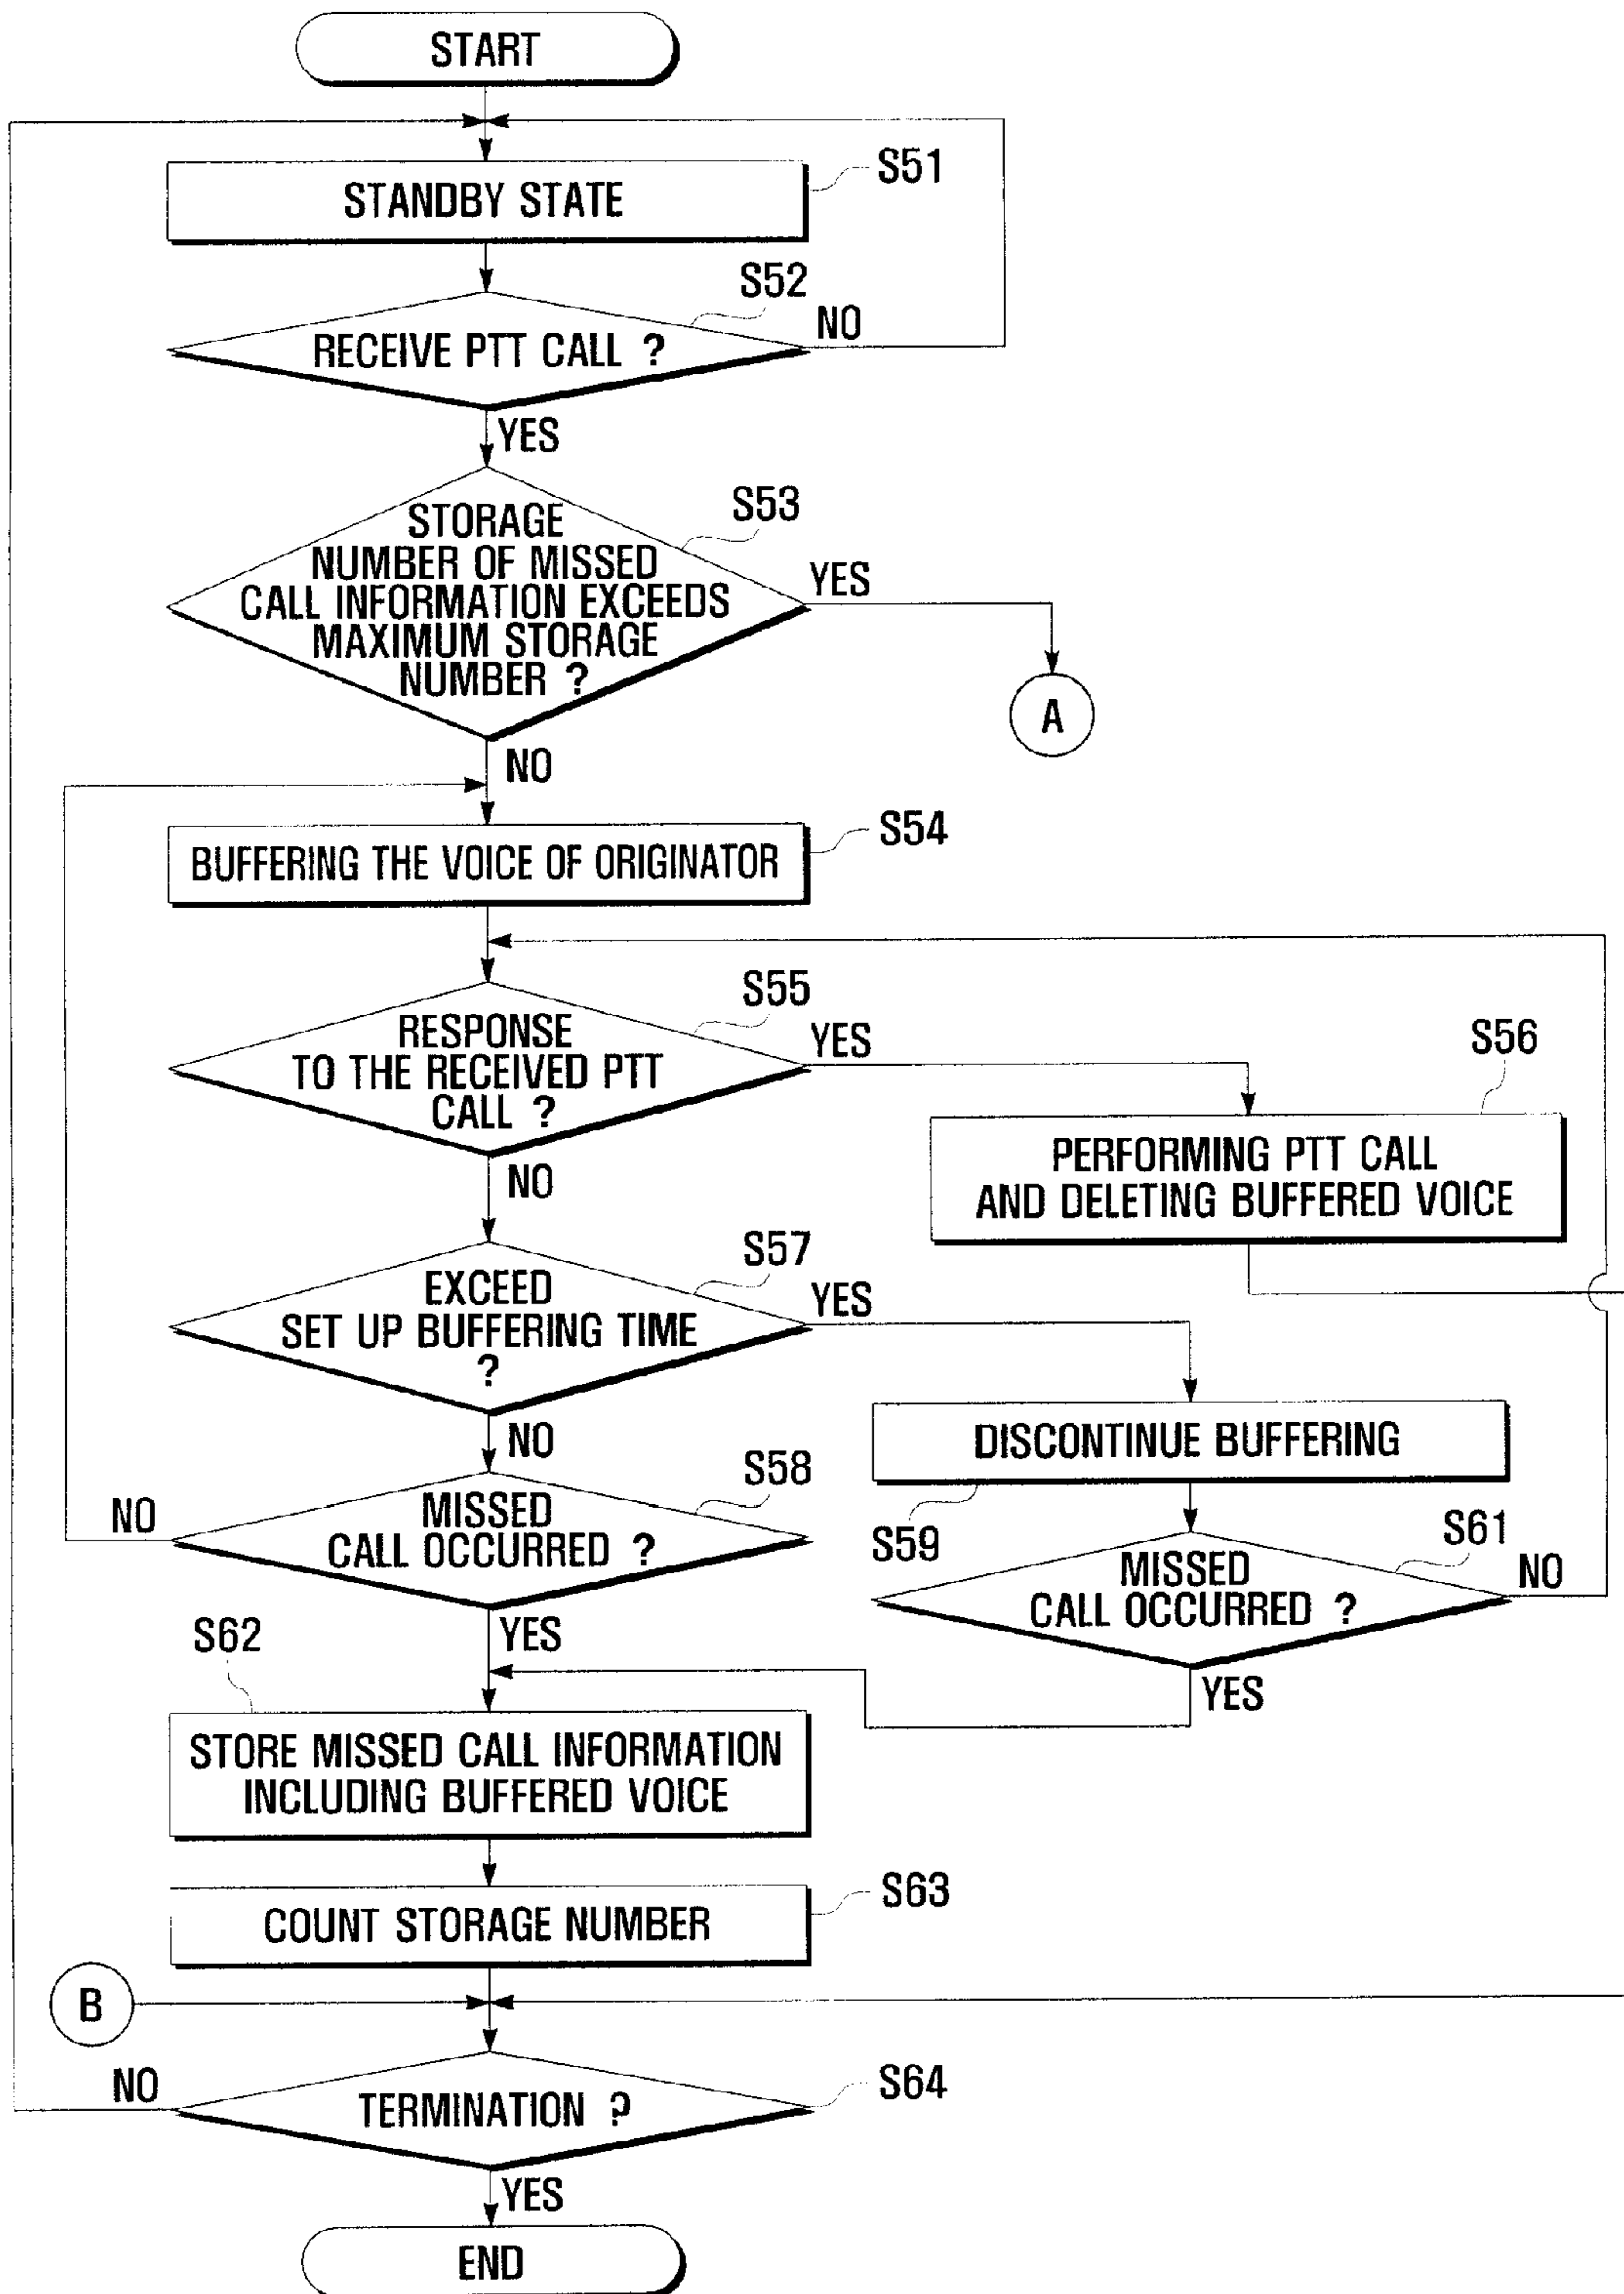 START
S51
STANDBY STATE
S52
RECEIVE PTT CALL ?
NO
YES
S53
STORAGE
NUMBER OF MISSED
CALL INFORMATION EXCEEDS
MAXIMUM STORAGE
NUMBER ?
YES
A
NO
S54
BUFFERING THE VOICE OF ORIGINATOR
S55
RESPONSE
TO THE RECEIVED PTT
CALL ?
YES
S56
PERFORMING PTT CALL
AND DELETING BUFFERED VOICE
NO
S57
EXCEED
SET UP BUFFERING TIME
?
YES
NO
DISCONTINUE BUFFERING
S59
S58
MISSED
CALL OCCURRED ?
NO
YES
S61
MISSED
CALL OCCURRED ?
NO
YES
S62
STORE MISSED CALL INFORMATION
INCLUDING BUFFERED VOICE
S63
COUNT STORAGE NUMBER
B
S64
TERMINATION ?
NO
YES
END